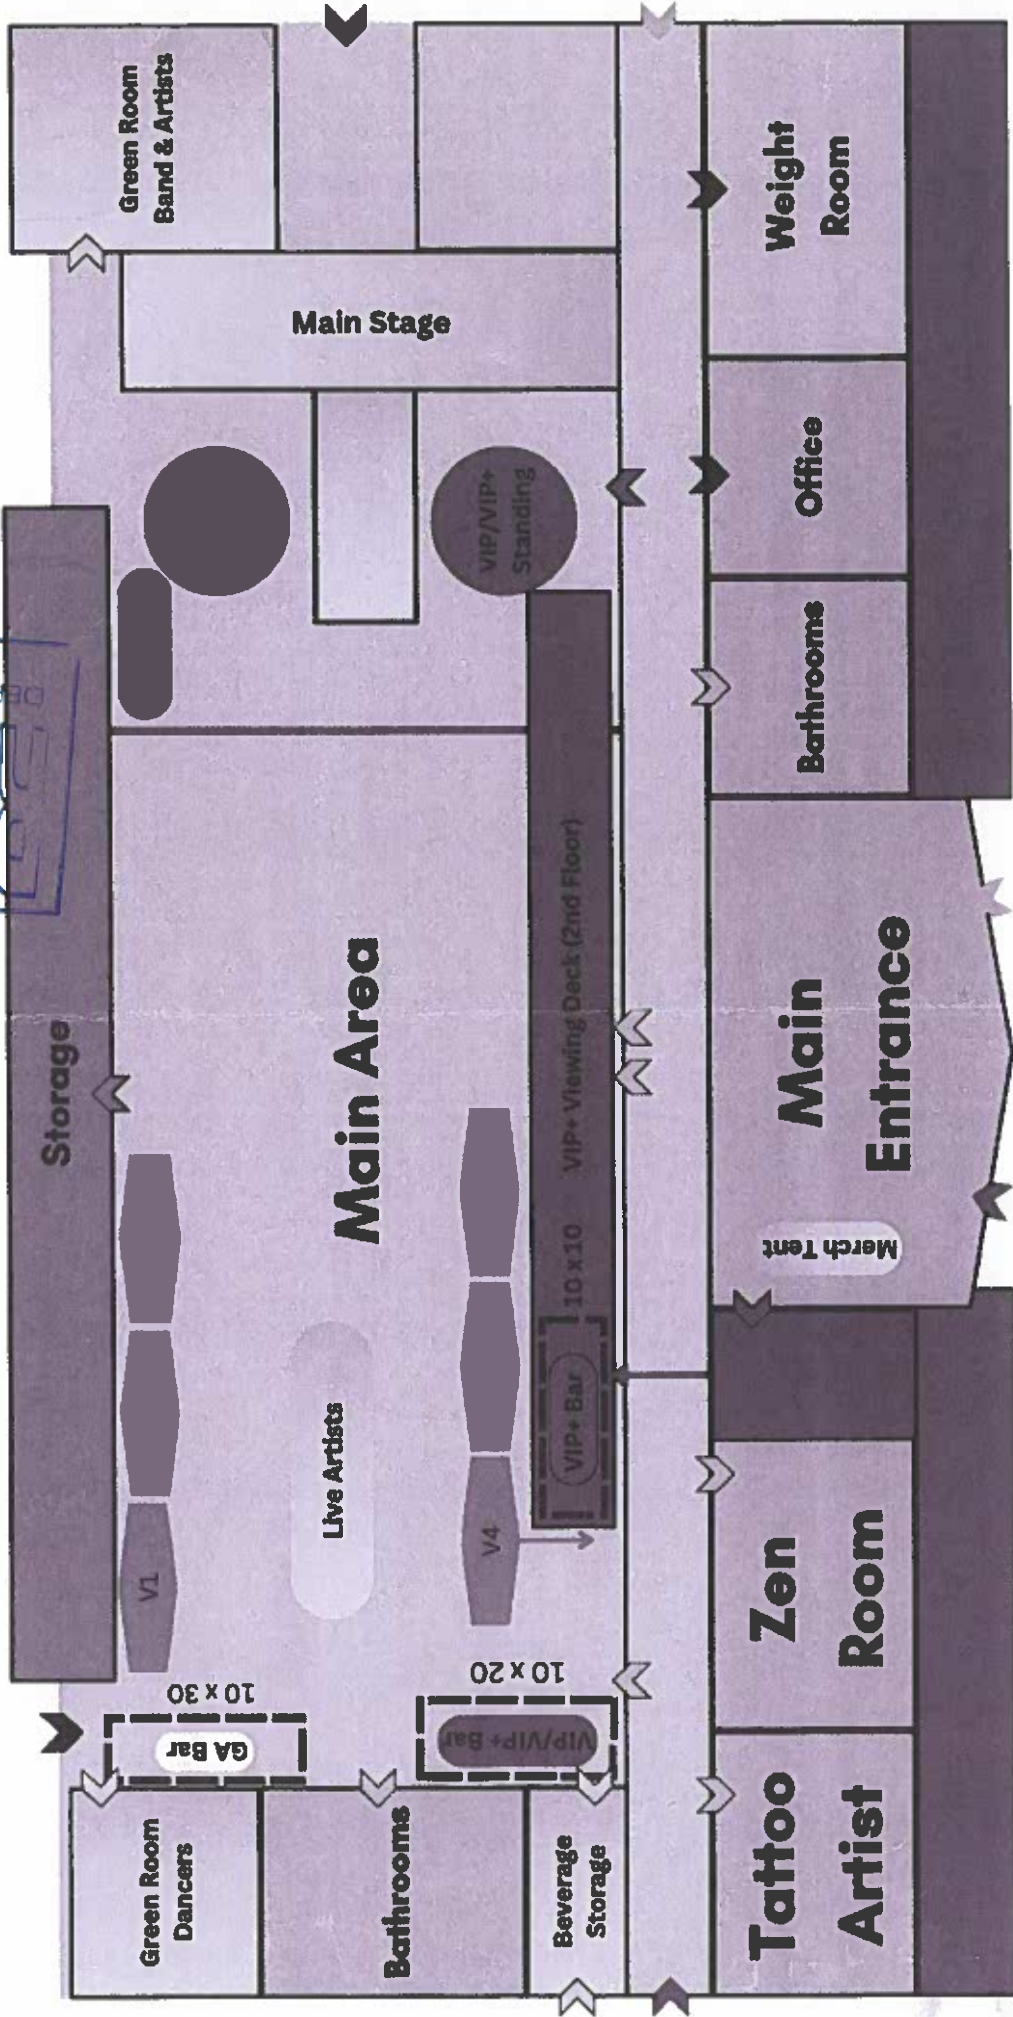 Green Room
Band & Artists
Main Stage
Weight
Room
VIP/VIP+
Standing
Office
Bathrooms
Storage
Main Area
VIP+ Viewing Deck (2nd Floor)
10 x 10
VIP+ Bar
Main
Entrance
Merch Tent
Live Artists
V1
V4
10 x 30
GA Bar
10 x 20
VIP/VIP+ Bar
Zen
Room
Green Room
Dancers
Bathrooms
Beverage
Storage
Tattoo
Artist